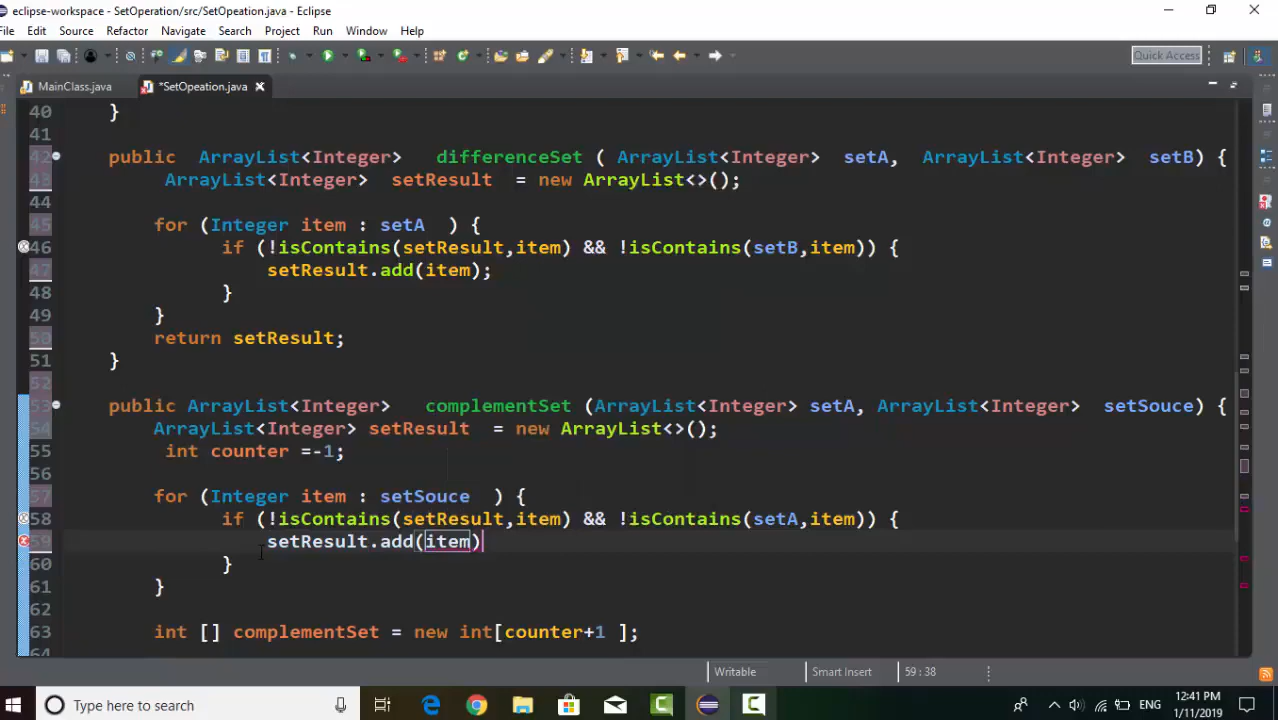 eclipse-workspace - SetOperation/src/SetOpeation.java - Eclipse
File Edit Source Refactor Navigate Search Project Run Window Help
Quick Access
MainClass.java *SetOpeation.java
40 }
41
42 public ArrayList<Integer> differenceSet ( ArrayList<Integer> setA, ArrayList<Integer> setB) {
43 ArrayList<Integer> setResult = new ArrayList<>();
44
45 for (Integer item : setA ) {
46 if (!isContains(setResult,item) && !isContains(setB,item)) {
47 setResult.add(item);
48 }
49 }
50 return setResult;
51 }
52
53 public ArrayList<Integer> complementSet (ArrayList<Integer> setA, ArrayList<Integer> setSouce) {
54 ArrayList<Integer> setResult = new ArrayList<>();
55 int counter =-1;
56
57 for (Integer item : setSouce ) {
58 if (!isContains(setResult,item) && !isContains(setA,item)) {
59 setResult.add(item)
60 }
61 }
62
63 int [] complementSet = new int[counter+1 ];
64
Writable Smart Insert 59 : 38
Type here to search
ENG
12:41 PM
1/11/2019